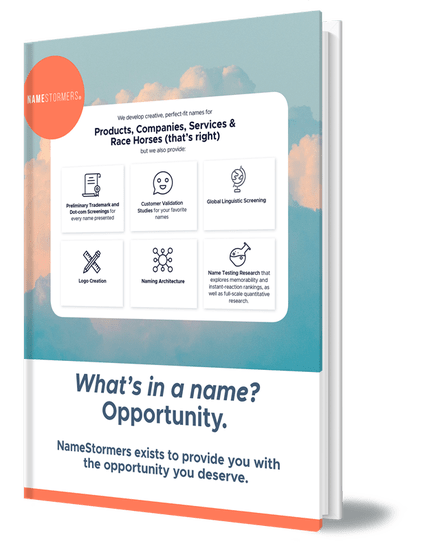 NAMESTORMERS®
We develop creative, perfect-fit names for
Products, Companies, Services &
Race Horses (that's right)
but we also provide:
Preliminary Trademark and
Dot-com Screenings for
every name presented
Customer Validation
Studies for your favorite
names
Global Linguistic Screening
Logo Creation
Naming Architecture
Name Testing Research that
explores memorability and
instant-reaction rankings, as
well as full-scale quantitative
research.
What's in a name?
Opportunity.
NameStormers exists to provide you with
the opportunity you deserve.